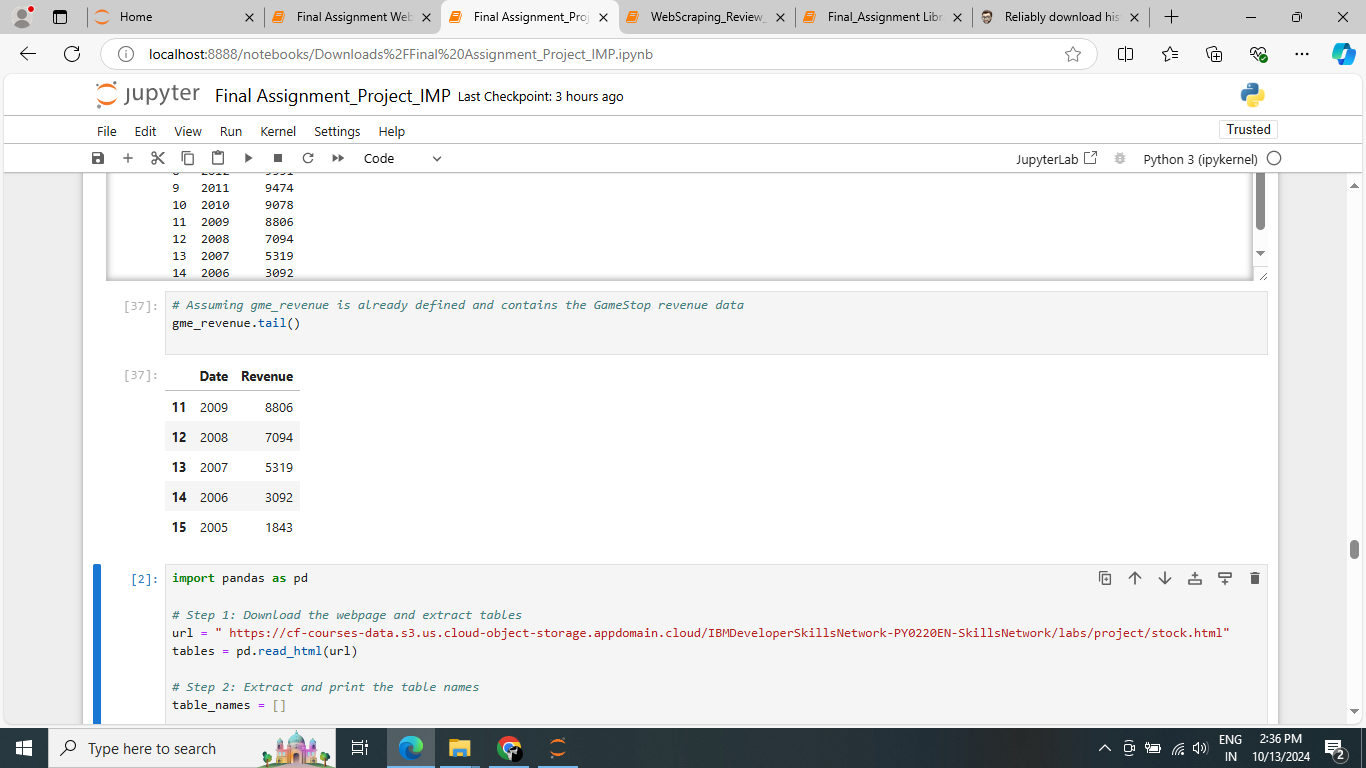 Home
Final Assignment Web
Final Assignment_Proj
WebScraping_Review_
Final_Assignment Libr
Reliably download his
localhost:8888/notebooks/Downloads%2FFinal%20Assignment_Project_IMP.ipynb
jupyter Final Assignment_Project_IMP Last Checkpoint: 3 hours ago
File Edit View Run Kernel Settings Help Trusted
Code JupyterLab Python 3 (ipykernel)
9 2011 9474
10 2010 9078
11 2009 8806
12 2008 7094
13 2007 5319
14 2006 3092
[37]: # Assuming gme_revenue is already defined and contains the GameStop revenue data
gme_revenue.tail()
[37]: Date Revenue
11 2009 8806
12 2008 7094
13 2007 5319
14 2006 3092
15 2005 1843
[2]: import pandas as pd
# Step 1: Download the webpage and extract tables
url = " https://cf-courses-data.s3.us.cloud-object-storage.appdomain.cloud/IBMDeveloperSkillsNetwork-PY0220EN-SkillsNetwork/labs/project/stock.html"
tables = pd.read_html(url)
# Step 2: Extract and print the table names
table_names = []
Type here to search
ENG
IN
2:36 PM
10/13/2024
2